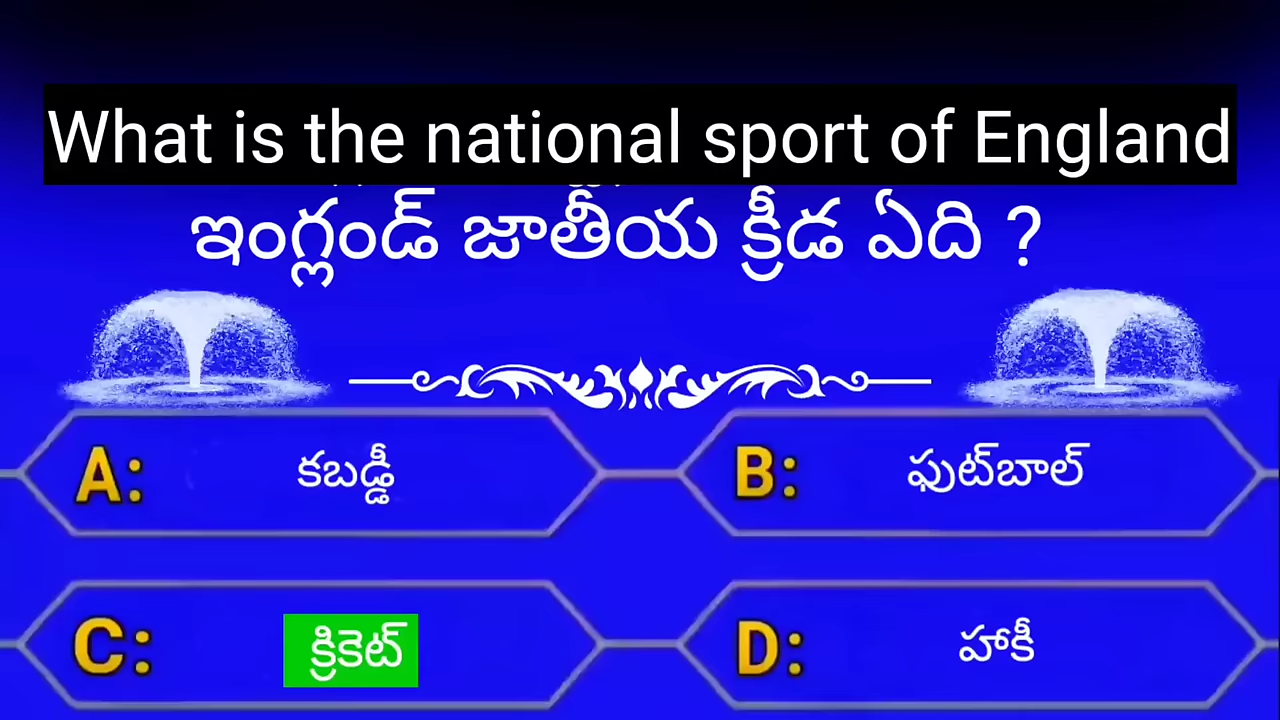 What is the national sport of England
ఇంగ్లండ్ జాతీయ క్రీడ ఏది ?
A: కబడ్డీ
B: ఫుట్‌బాల్
C: క్రికెట్
D: హాకీ